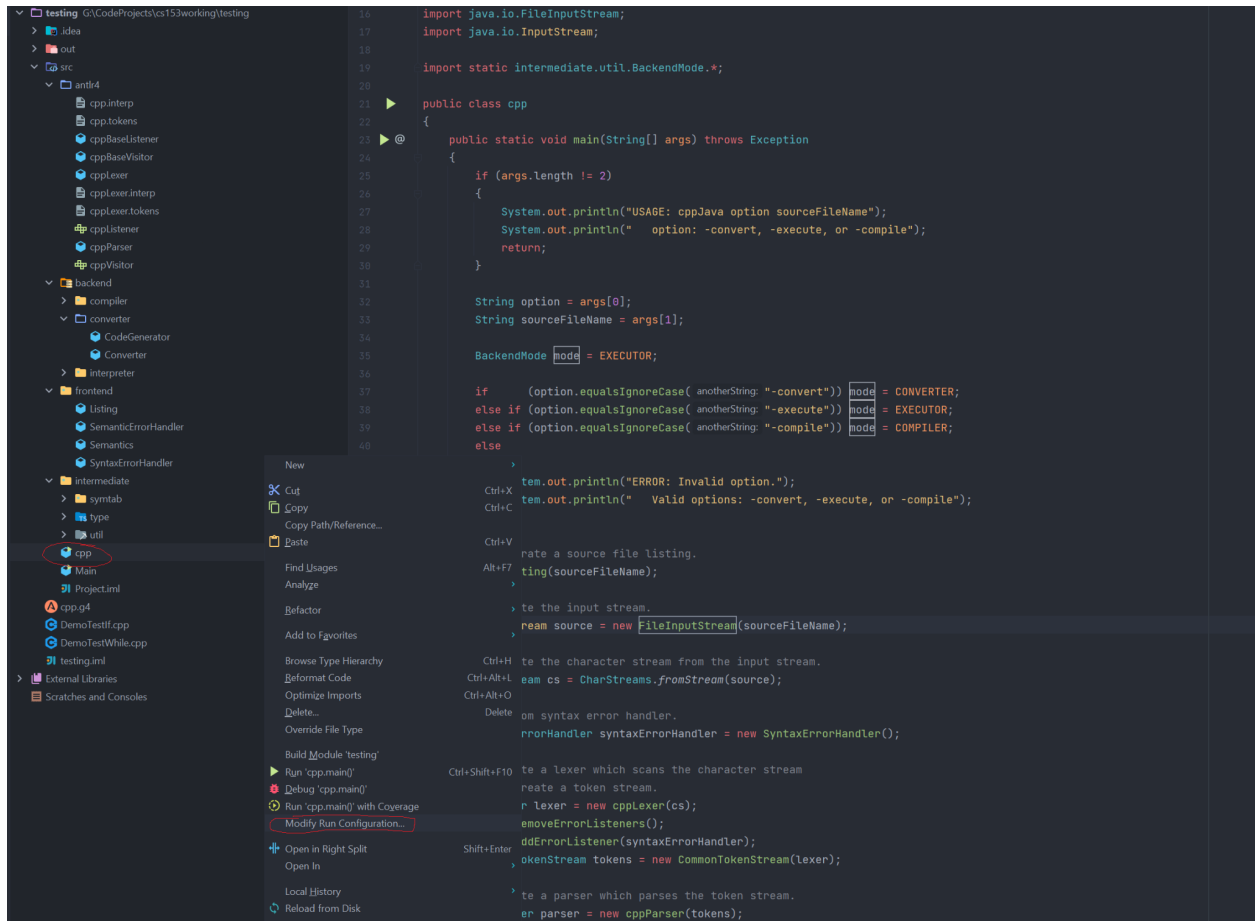 testing G:\CodeProjects\cs153working\testing
.idea
out
src
antlr4
cpp.interp
cpp.tokens
cppBaseListener
cppBaseVisitor
cppLexer
cppLexer.interp
cppLexer.tokens
cppListener
cppParser
cppVisitor
backend
compiler
converter
CodeGenerator
Converter
interpreter
frontend
Listing
SemanticErrorHandler
Semantics
SyntaxErrorHandler
intermediate
symtab
type
util
cpp
Main
Project.iml
cpp.g4
DemoTestIf.cpp
DemoTestWhile.cpp
testing.iml
External Libraries
Scratches and Consoles
16 import java.io.FileInputStream;
17 import java.io.InputStream;
18
19 import static intermediate.util.BackendMode.*;
20
21 public class cpp
22 {
23 @ public static void main(String[] args) throws Exception
24 {
25 if (args.length != 2)
26 {
27 System.out.println("USAGE: cppJava option sourceFileName");
28 System.out.println("   option: -convert, -execute, or -compile");
29 return;
30 }
31
32 String option = args[0];
33 String sourceFileName = args[1];
34
35 BackendMode mode = EXECUTOR;
36
37 if      (option.equalsIgnoreCase( anotherString: "-convert")) mode = CONVERTER;
38 else if (option.equalsIgnoreCase( anotherString: "-execute")) mode = EXECUTOR;
39 else if (option.equalsIgnoreCase( anotherString: "-compile")) mode = COMPILER;
40 else
tem.out.println("ERROR: Invalid option.");
tem.out.println("   Valid options: -convert, -execute, or -compile");
rate a source file listing.
ting(sourceFileName);
te the input stream.
ream source = new FileInputStream(sourceFileName);
te the character stream from the input stream.
eam cs = CharStreams.fromStream(source);
om syntax error handler.
rrorHandler syntaxErrorHandler = new SyntaxErrorHandler();
te a lexer which scans the character stream
reate a token stream.
r lexer = new cppLexer(cs);
emoveErrorListeners();
ddErrorListener(syntaxErrorHandler);
okenStream tokens = new CommonTokenStream(lexer);
te a parser which parses the token stream.
er parser = new cppParser(tokens);
New
Cut Ctrl+X
Copy Ctrl+C
Copy Path/Reference...
Paste Ctrl+V
Find Usages Alt+F7
Analyze
Refactor
Add to Favorites
Browse Type Hierarchy Ctrl+H
Reformat Code Ctrl+Alt+L
Optimize Imports Ctrl+Alt+O
Delete... Delete
Override File Type
Build Module 'testing'
Run 'cpp.main()' Ctrl+Shift+F10
Debug 'cpp.main()'
Run 'cpp.main()' with Coverage
Modify Run Configuration...
Open in Right Split Shift+Enter
Open In
Local History
Reload from Disk